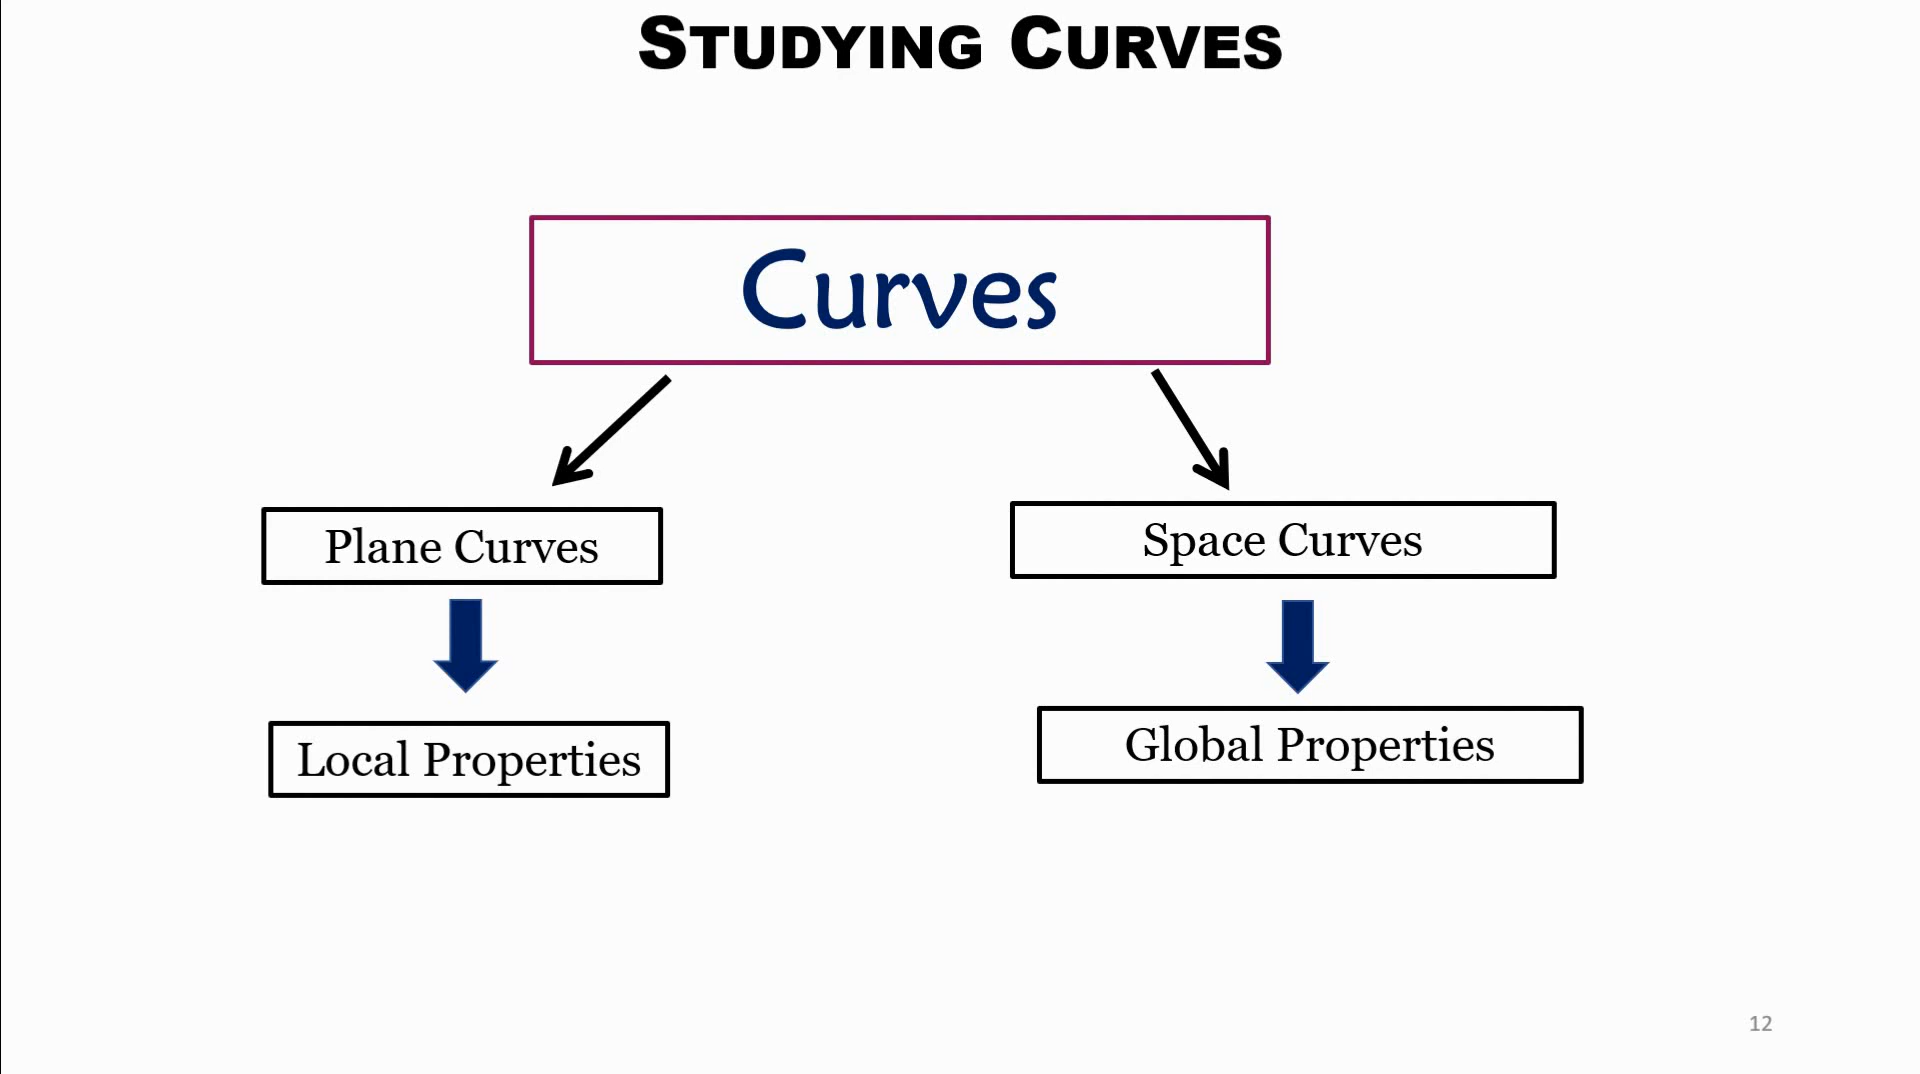 STUDYING CURVES
Curves
Plane Curves
Space Curves
Local Properties
Global Properties
12